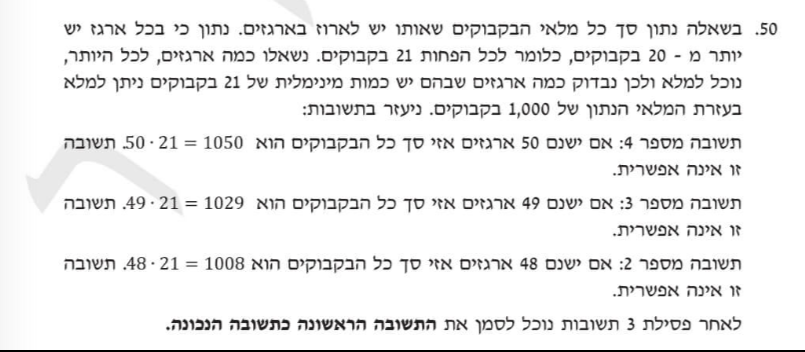 50. בשאלה נתון סך כל מלאי הבקבוקים שאותו יש לארוז בארגזים. נתון כי בכל ארגז יש
יותר מ - 20 בקבוקים, כלומר לכל הפחות 21 בקבוקים. נשאלו כמה ארגזים, לכל היותר,
נוכל למלא ולכן נבדוק כמה ארגזים שבהם יש כמות מינימלית של 21 בקבוקים ניתן למלא
בעזרת המלאי הנתון של 1,000 בקבוקים. ניעזר בתשובות:
תשובה מספר 4: אם ישנם 50 ארגזים אזי סך כל הבקבוקים הוא 50 · 21 = 1050. תשובה
זו אינה אפשרית.
תשובה מספר 3: אם ישנם 49 ארגזים אזי סך כל הבקבוקים הוא 49 · 21 = 1029. תשובה
זו אינה אפשרית.
תשובה מספר 2: אם ישנם 48 ארגזים אזי סך כל הבקבוקים הוא 48 · 21 = 1008. תשובה
זו אינה אפשרית.
לאחר פסילת 3 תשובות נוכל לסמן את התשובה הראשונה כתשובה הנכונה.